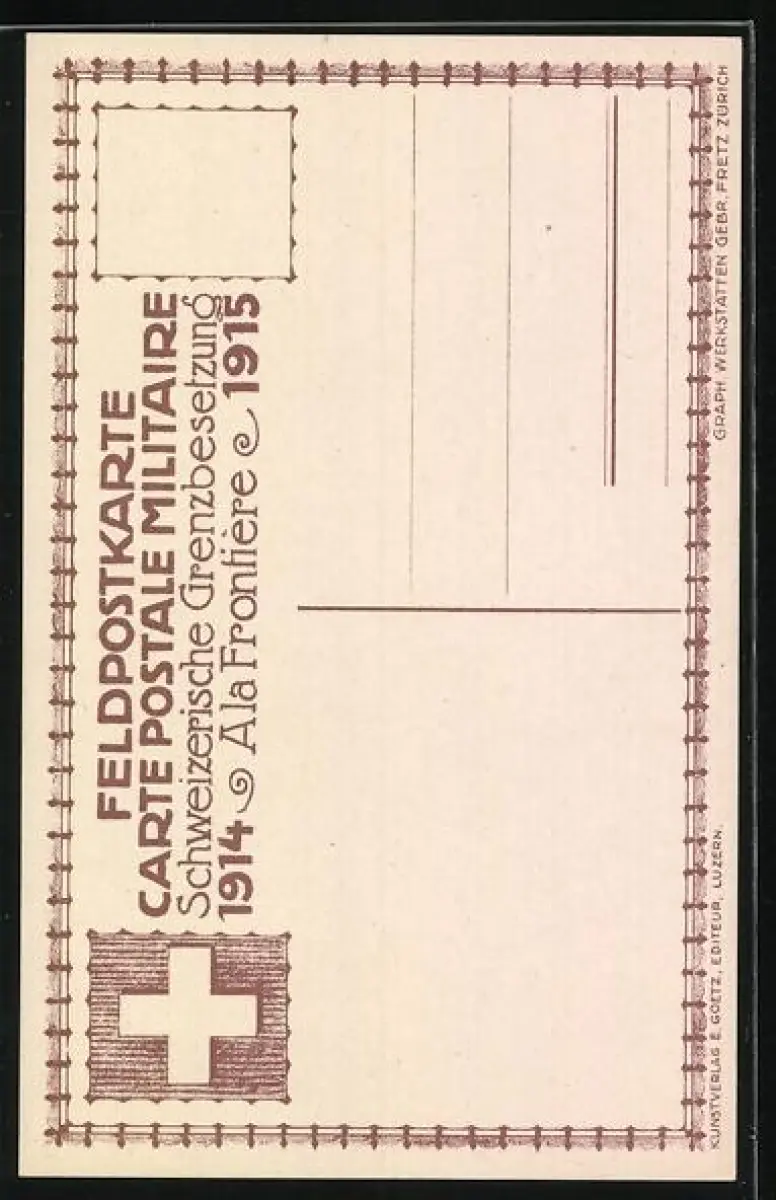 FELDPOSTKARTE
CARTE POSTALE MILITAIRE
Schweizerische Grenzbesetzung
1914 A la Frontière 1915
KUNSTVERLAG E. GOETZ, EDITEUR, LUZERN.
GRAPH. WERKSTÄTTEN GEBR. FRETZ ZÜRICH